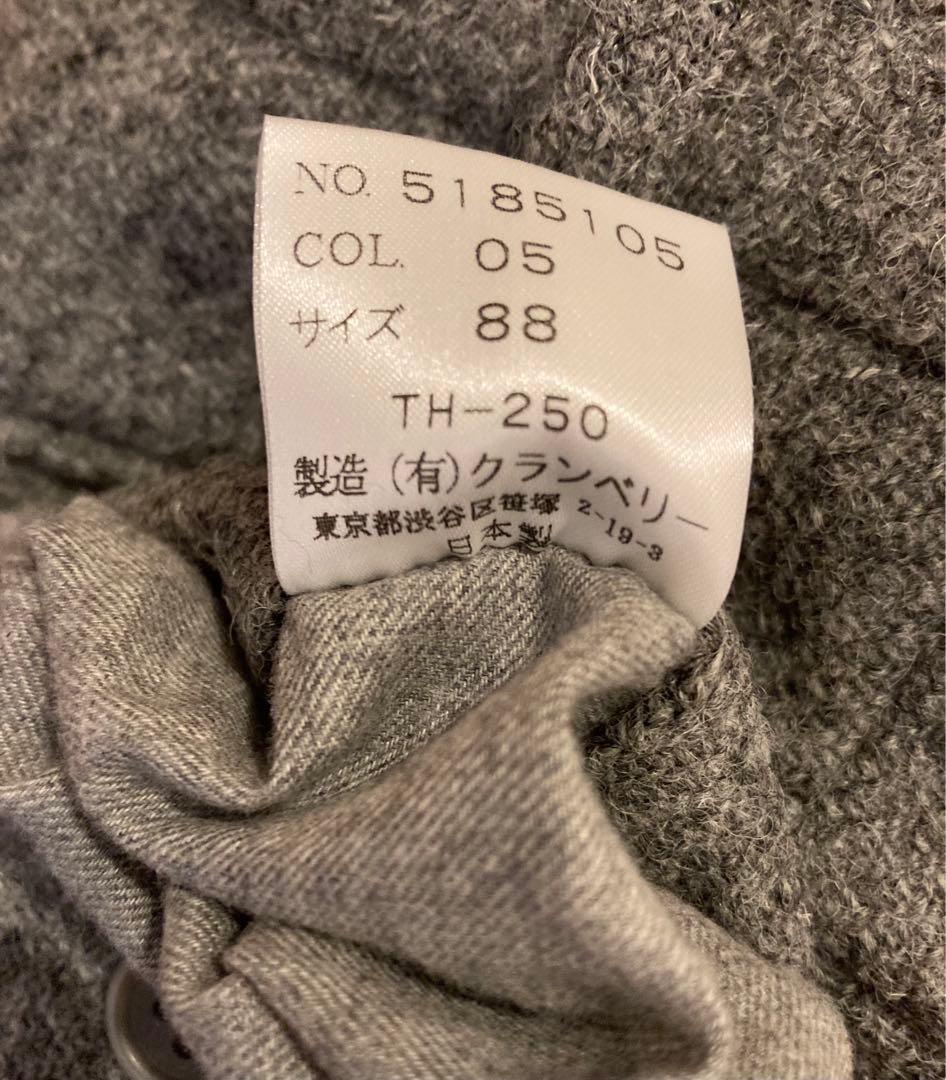 NO. 5185105
COL. 05
サイズ 88
TH-250
製造 (有)クランベリー
東京都渋谷区笹塚 2-19-3
日本製